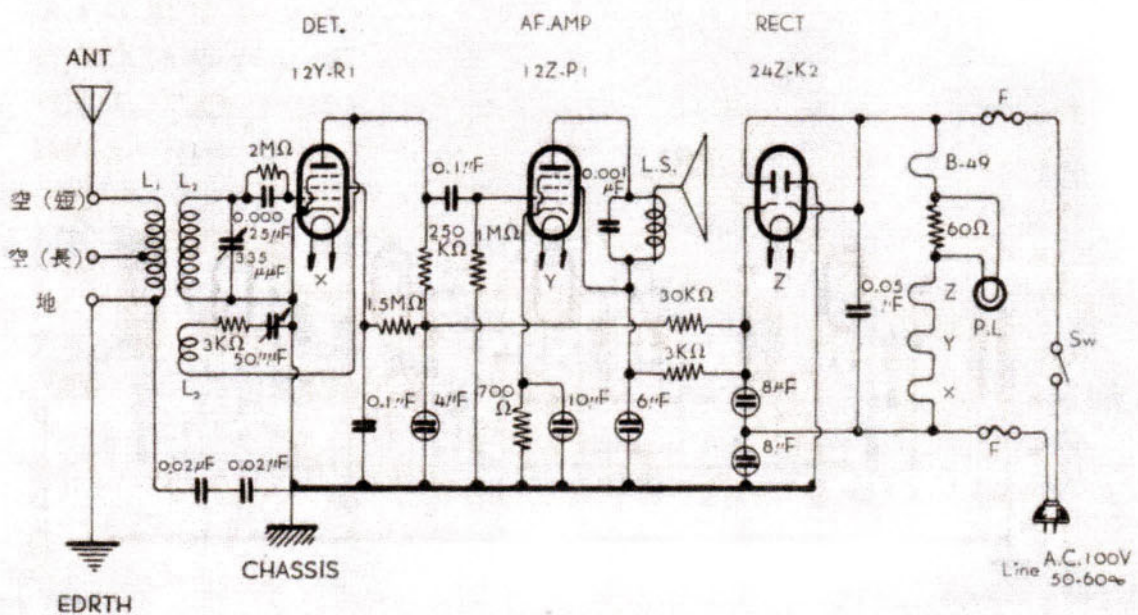 DET.
AF.AMP
RECT
ANT
12Y-R1
12Z-P1
24Z-K2
F
2MΩ
0.1μF
L.S.
B-49
空(短)
L₁
L₂
0.001
μF
0.000
25μF
250
KΩ
1MΩ
60Ω
空(長)
335
μμF
X
Y
Z
Z
0.05
μF
地
1.5MΩ
30KΩ
P.L
Sw
3KΩ
50μμF
3KΩ
Y
L₃
8μF
X
0.1μF
4μF
700
Ω
10μF
6μF
8μF
F
0.02μF
0.02μF
CHASSIS
Line
A.C.100V
50-60∞
EDRTH